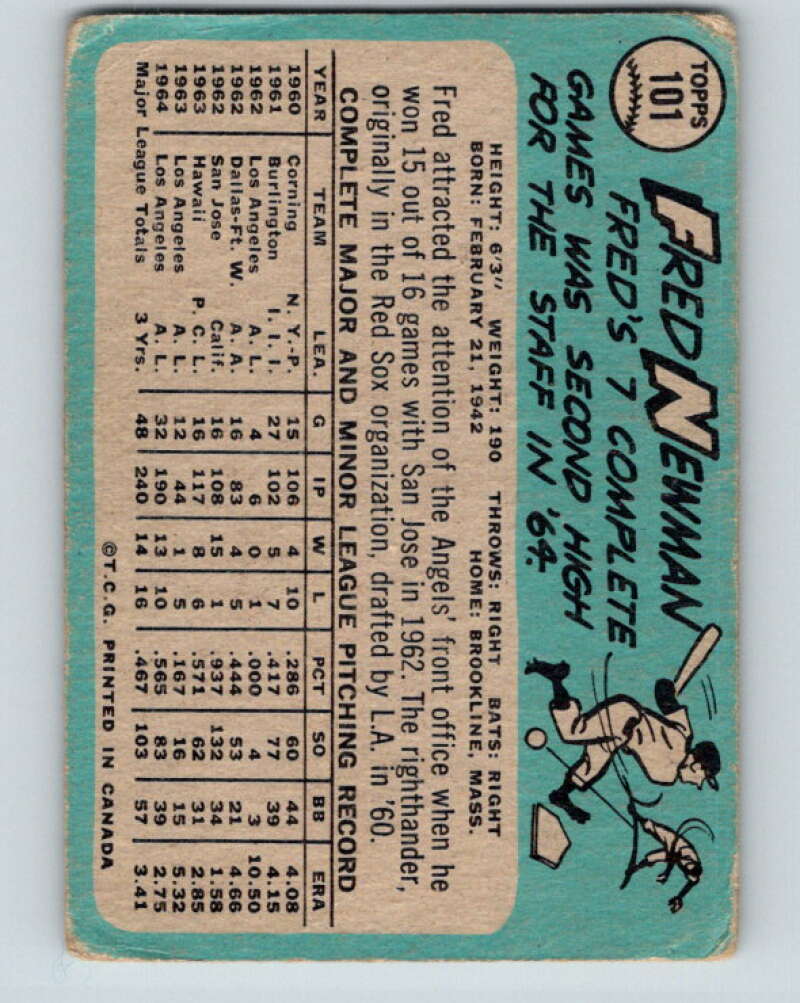 TOPPS
101
FRED NEWMAN
FRED'S 7 COMPLETE
GAMES WAS SECOND HIGH
FOR THE STAFF IN '64.
HEIGHT: 6'3" WEIGHT: 190 THROWS: RIGHT BATS: RIGHT
BORN: FEBRUARY 21, 1942 HOME: BROOKLINE, MASS.
Fred attracted the attention of the Angels' front office when he
won 15 out of 16 games with San Jose in 1962. The righthander,
originally in the Red Sox organization, drafted by L.A. in '60.
COMPLETE MAJOR AND MINOR LEAGUE PITCHING RECORD
YEAR TEAM LEA. G IP W L PCT SO BB ERA
1960 Corning N.Y.-P. 15 106 4 10 .286 60 44 4.08
1961 Burlington I. I. I. 27 102 5 7 .417 77 39 4.15
1962 Los Angeles A. L. 4 6 0 1 .000 4 3 10.50
1962 Dallas-Ft. W. A. A. 16 83 4 5 .444 53 21 4.66
1962 San Jose Calif. 16 108 15 1 .937 132 34 1.58
1963 Hawaii P. C. L. 16 117 8 6 .571 62 31 2.85
1963 Los Angeles A. L. 12 44 1 5 .167 16 15 5.32
1964 Los Angeles A. L. 32 190 13 10 .565 83 39 2.75
Major League Totals 3 Yrs. 48 240 14 16 .467 103 57 3.41
©T.C.G. PRINTED IN CANADA